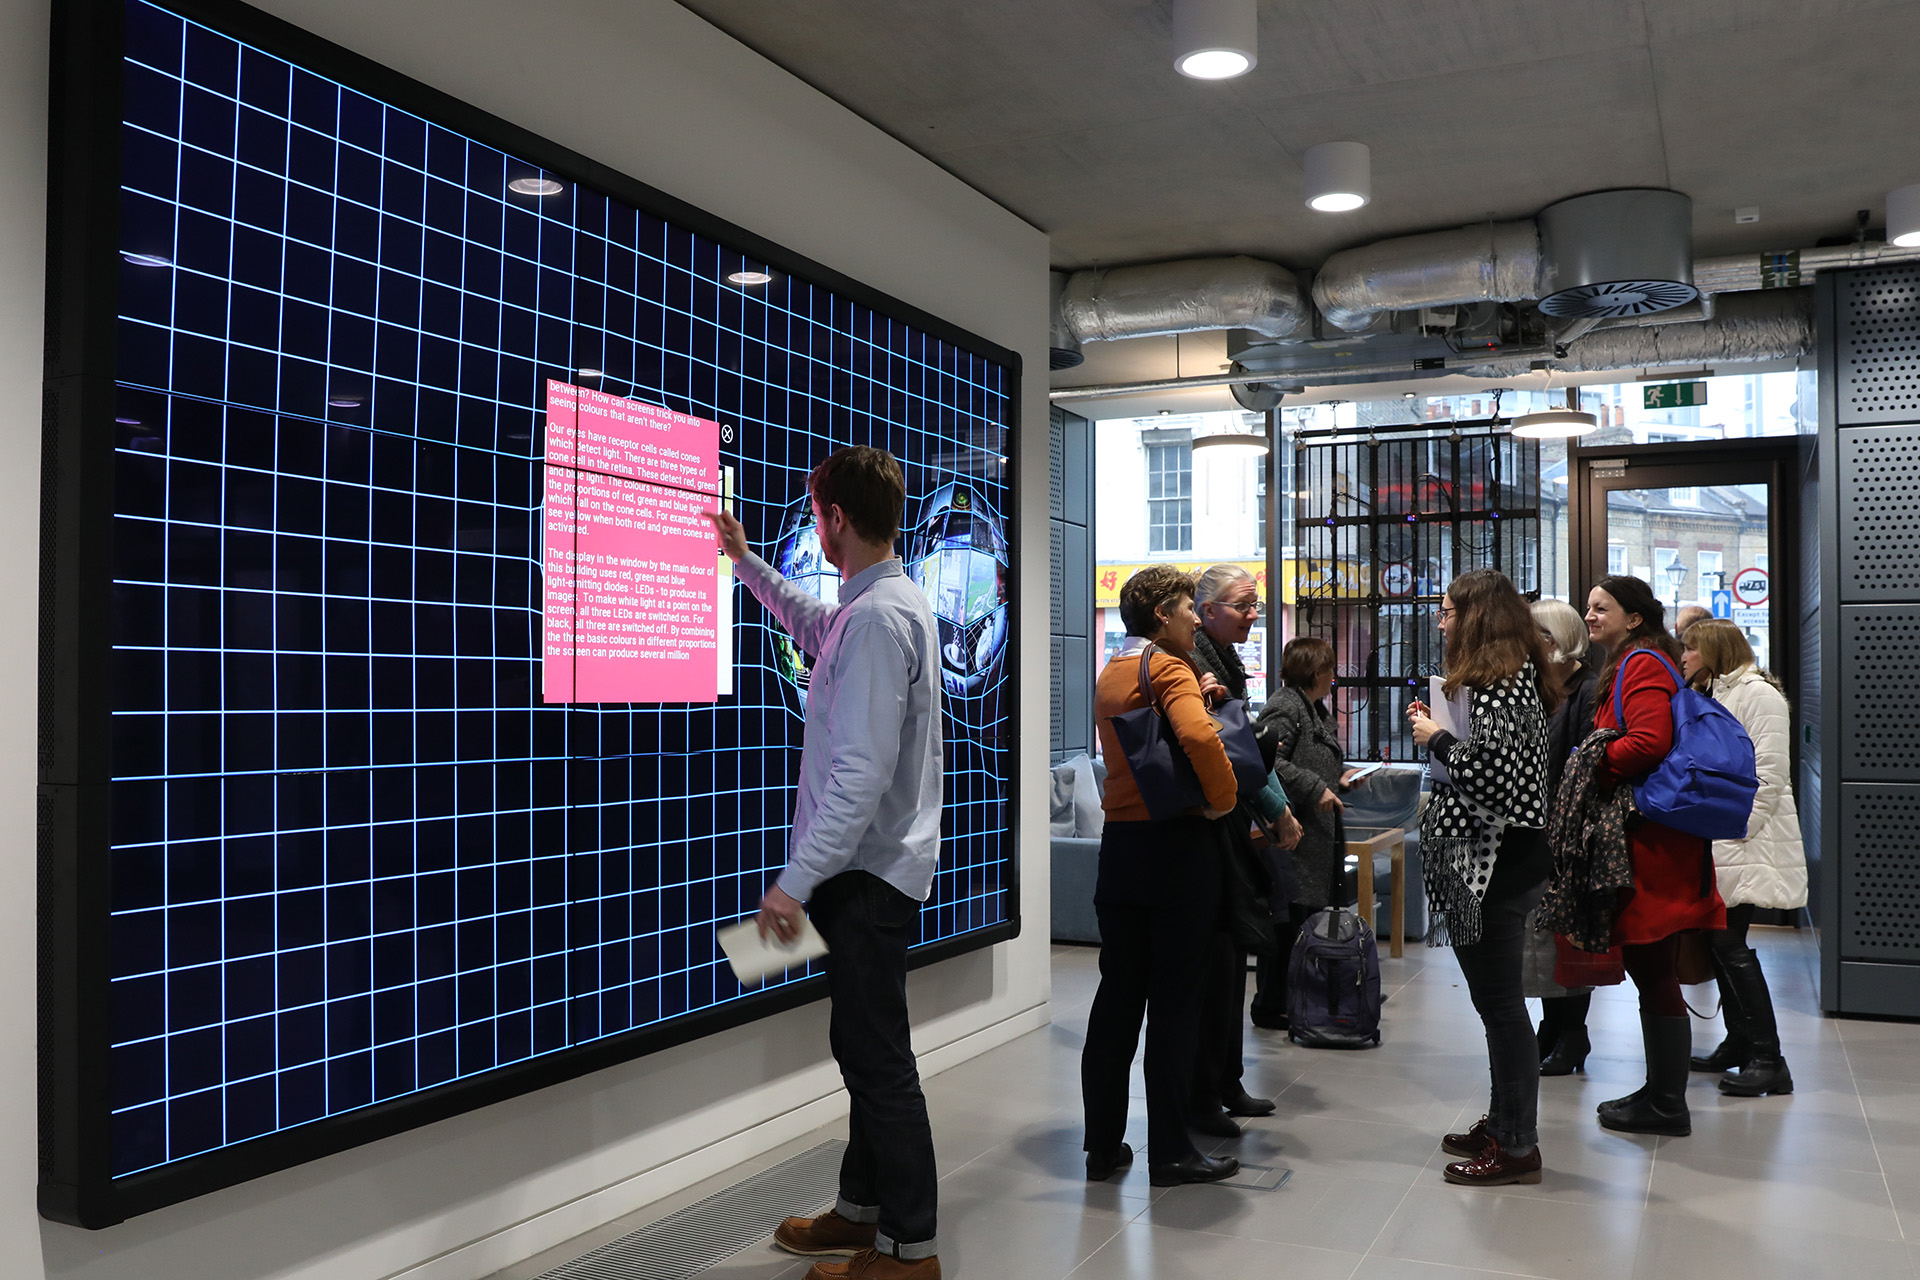 between? How can screens trick you into
seeing colours that aren't there?
Our eyes have receptor cells called cones
which detect light. There are three types of
cone cell in the retina. These detect red, green
and blue light. The colours we see depend on
the proportions of red, green and blue light
which fall on the cone cells. For example, we
see yellow when both red and green cones are
activated.
The display in the window by the main door of
this building uses red, green and blue
light-emitting diodes - LEDs - to produce its
images. To make white light at a point on the
screen, all three LEDs are switched on. For
black, all three are switched off. By combining
the three basic colours in different proportions
the screen can produce several million
Except for